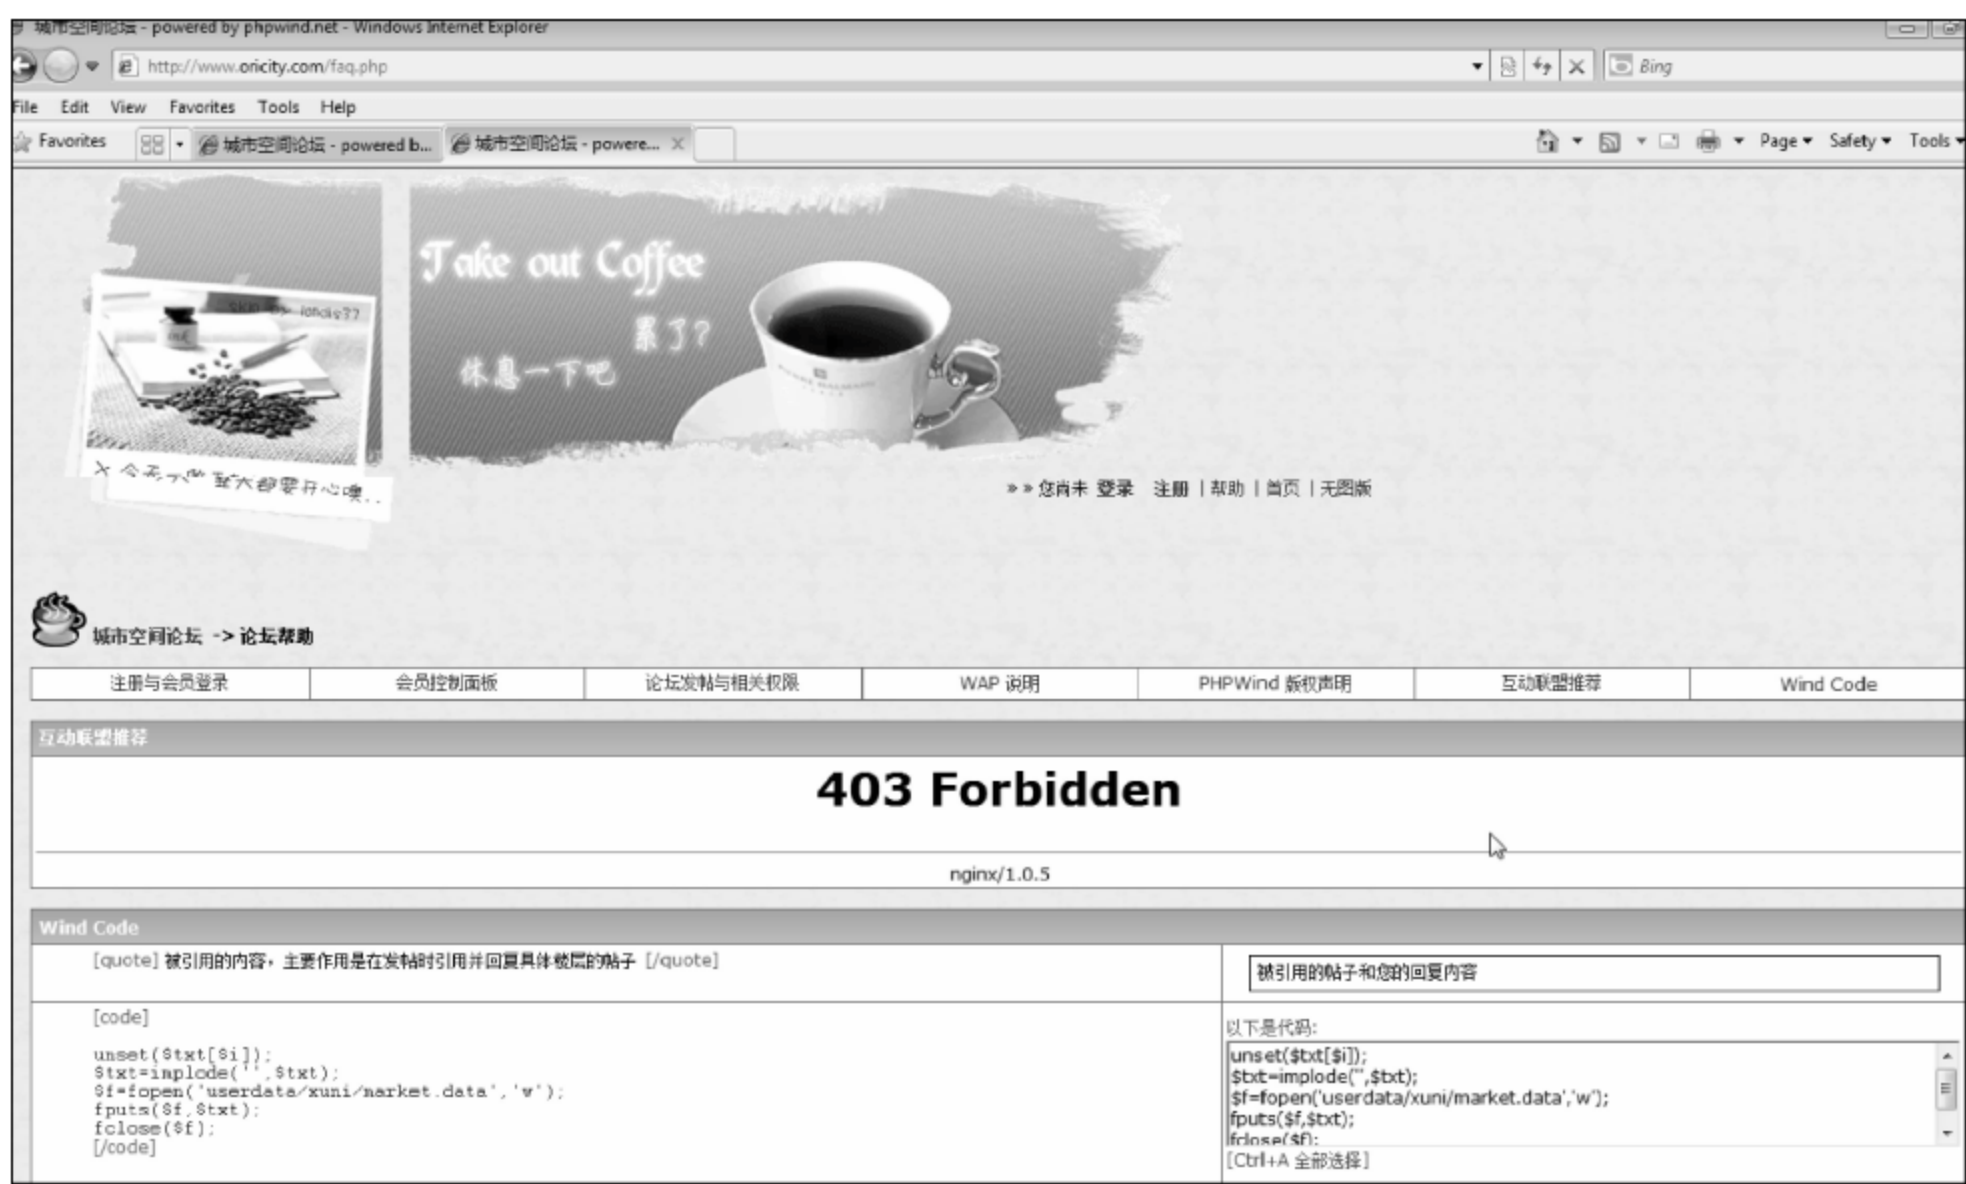 城市空间论坛 - powered by phpwind.net - Windows Internet Explorer
http://www.oricity.com/faq.php
Bing
File Edit View Favorites Tools Help
Favorites 城市空间论坛 - powered b... 城市空间论坛 - powere... Page Safety Tools
Take out Coffee
累了?
休息一下吧
ink
» » 您尚未 登录 注册 | 帮助 | 首页 | 无图版
城市空间论坛 -> 论坛帮助
注册与会员登录 会员控制面板 论坛发帖与相关权限 WAP 说明 PHPWind 版权声明 互动联盟推荐 Wind Code
互动联盟推荐
403 Forbidden
nginx/1.0.5
Wind Code
[quote] 被引用的内容，主要作用是在发帖时引用并回复具体楼层的帖子 [/quote]
被引用的帖子和您的回复内容
[code]
unset($txt[$i]);
$txt=implode('',$txt);
$f=fopen('userdata/xuni/market.data','w');
fputs($f,$txt);
fclose($f);
[/code]
以下是代码:
unset($txt[$i]);
$txt=implode('',$txt);
$f=fopen('userdata/xuni/market.data','w');
fputs($f,$txt);
fclose($f);
[Ctrl+A 全部选择]